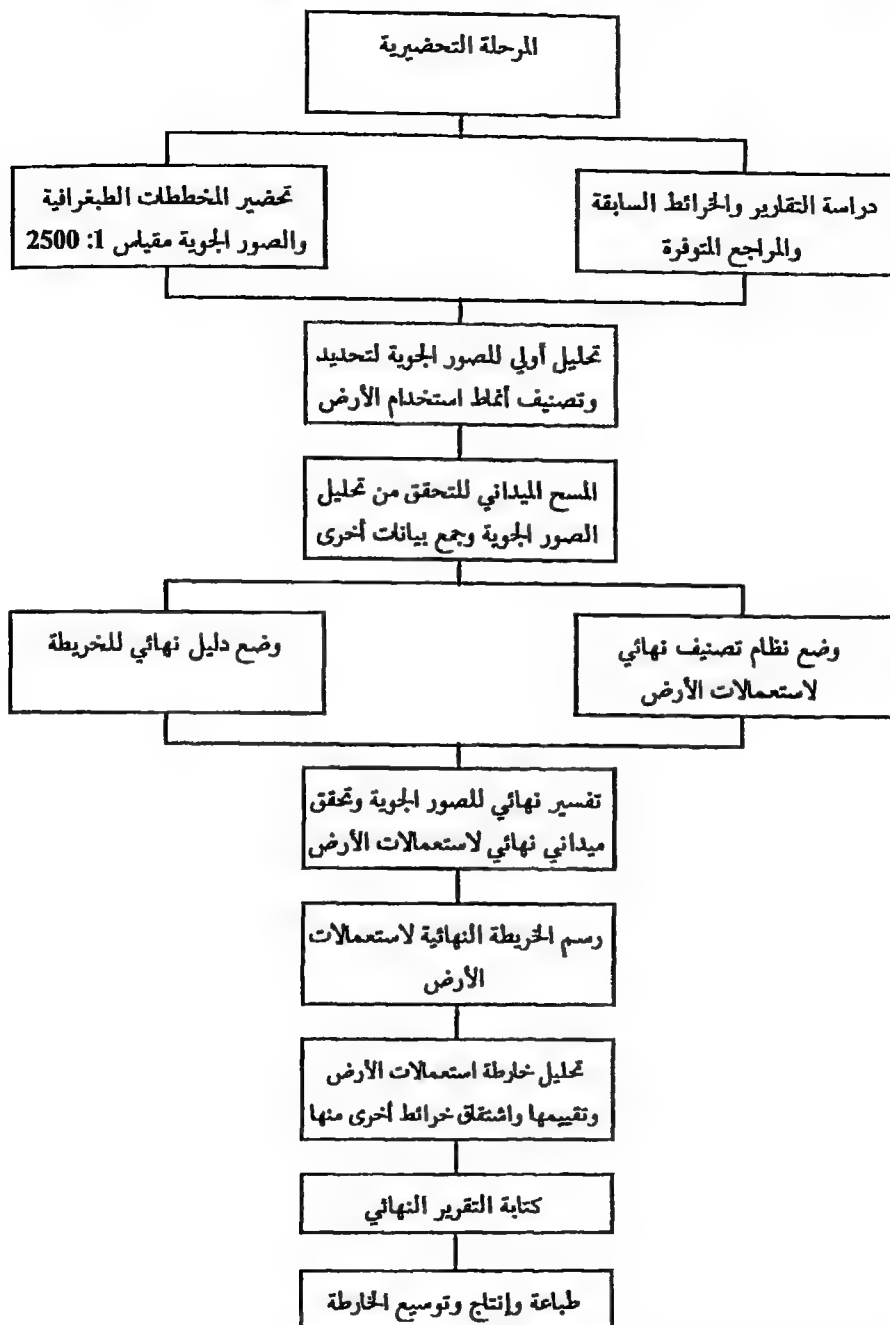 المرحلة التحضيرية
دراسة التقارير والخرائط السابقة
والمراجع المتوفرة
تحضير المخططات الطبغرافية
والصور الجوية مقياس 1: 2500
تحليل أولي للصور الجوية لتحديد
وتصنيف أنماط استخدام الأرض
المسح الميداني للتحقق من تحليل
الصور الجوية وجمع بيانات أخرى
وضع نظام تصنيف نهائي
لاستعمالات الأرض
وضع دليل نهائي للخريطة
تفسير نهائي للصور الجوية وتحقق
ميداني نهائي لاستعمالات الأرض
رسم الخريطة النهائية لاستعمالات
الأرض
تحليل خارطة استعمالات الأرض
وتقييمها واشتقاق خرائط أخرى منها
كتابة التقرير النهائي
طباعة وإنتاج وتوسيع الخارطة